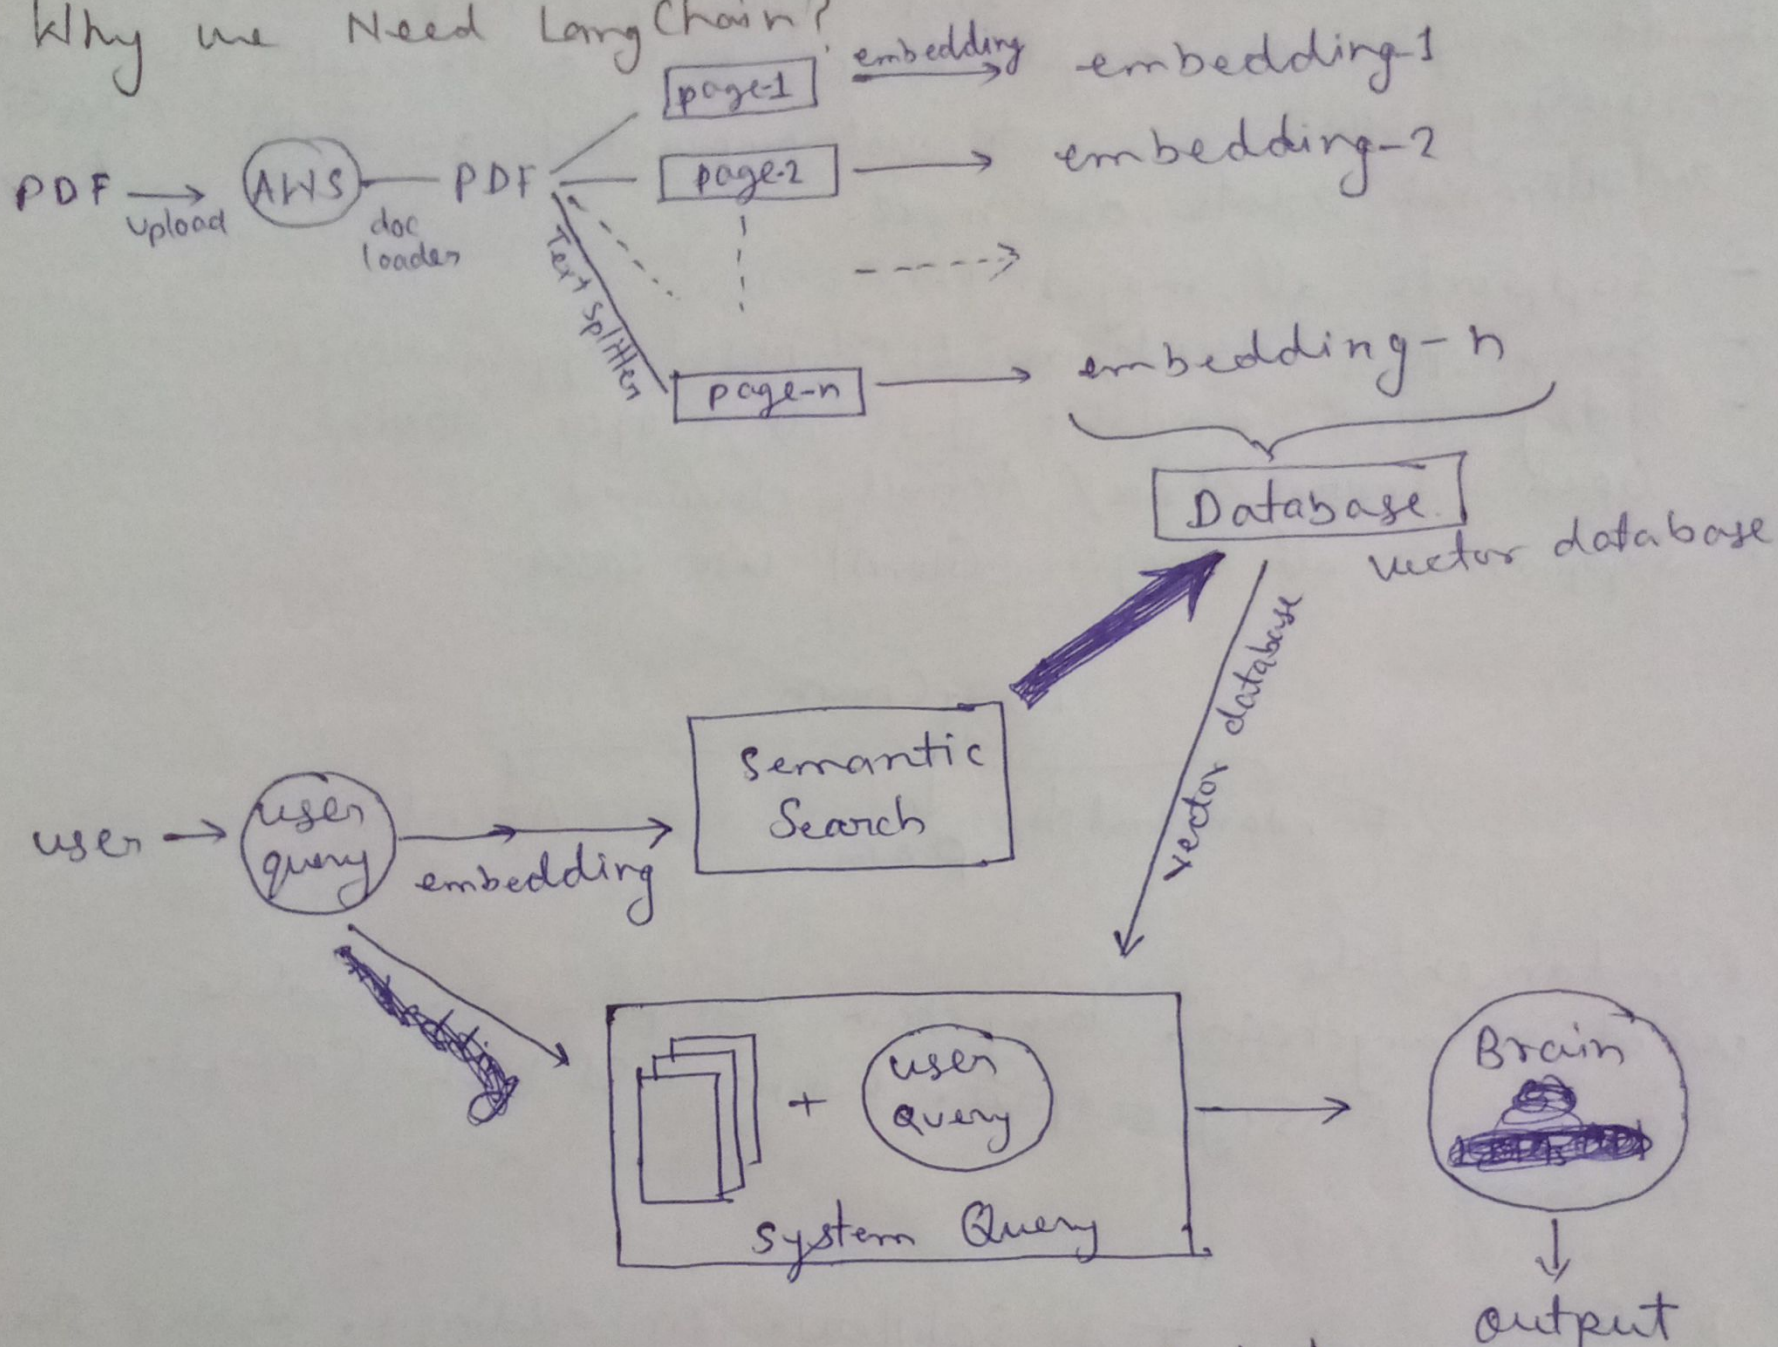 Why we Need LangChain?
page-1
embedding
embedding-1
PDF
upload
AWS
doc
loader
PDF
page-2
embedding-2
Text Splitter
page-n
embedding-n
Database
vector database
vector database
Semantic
Search
user
user
query
embedding
user
Query
System Query
Brain
output